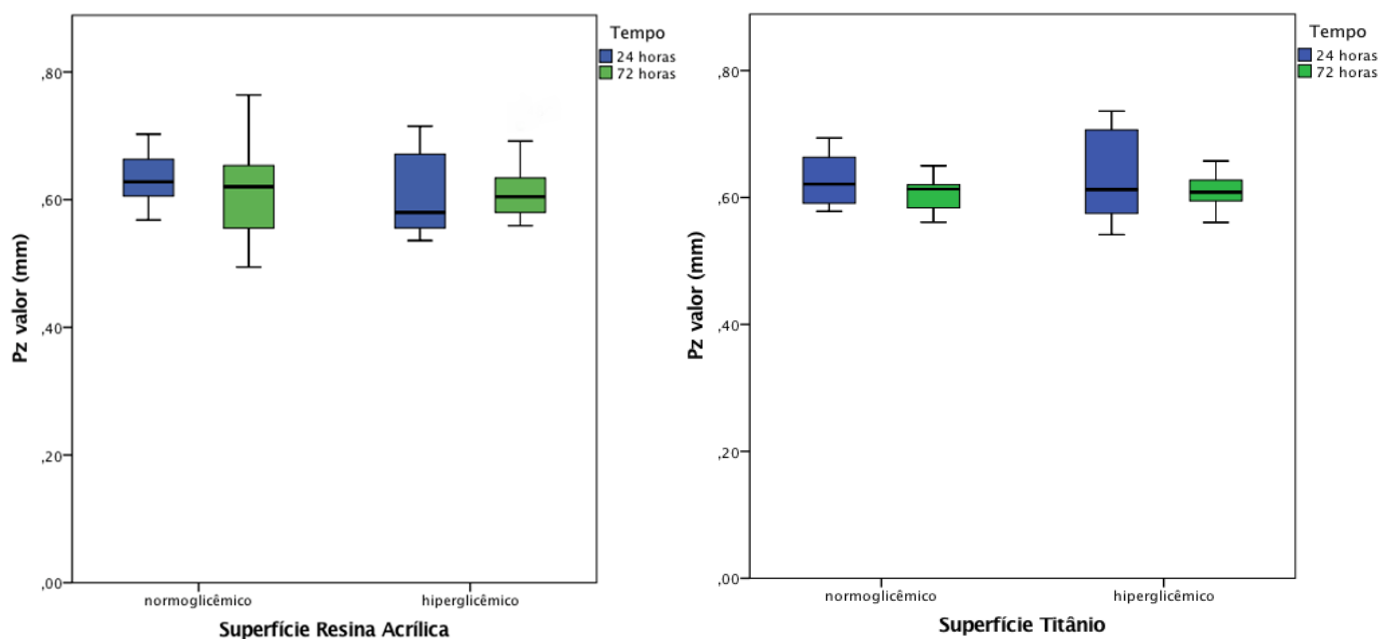 Tempo
24 horas
72 horas
,80
,60
,40
,20
,00
Pz valor (mm)
normoglicêmico
hiperglicêmico
Superfície Resina Acrílica
Tempo
24 horas
72 horas
,80
,60
,40
,20
,00
Pz valor (mm)
normoglicêmico
hiperglicêmico
Superfície Titânio